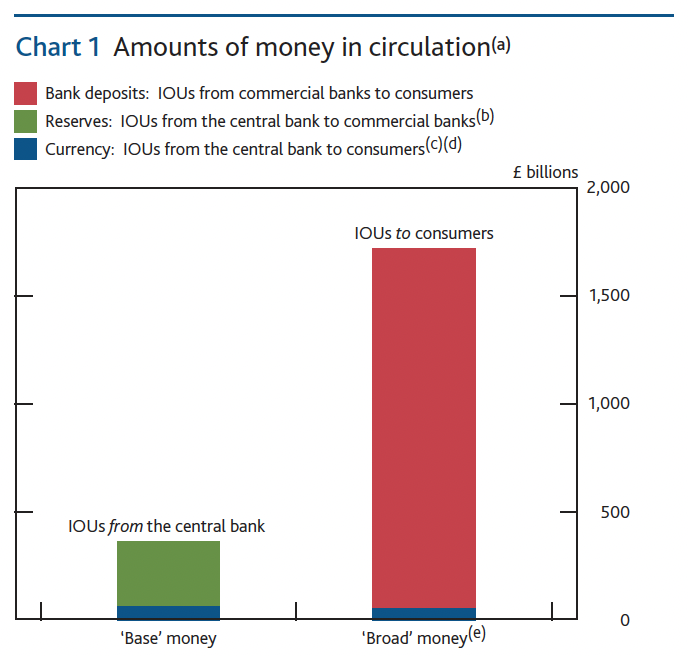 Chart 1 Amounts of money in circulation(a)
Bank deposits: IOUs from commercial banks to consumers
Reserves: IOUs from the central bank to commercial banks(b)
Currency: IOUs from the central bank to consumers(c)(d)
£ billions
2,000
IOUs to consumers
1,500
1,000
500
IOUs from the central bank
0
‘Base’ money
‘Broad’ money(e)